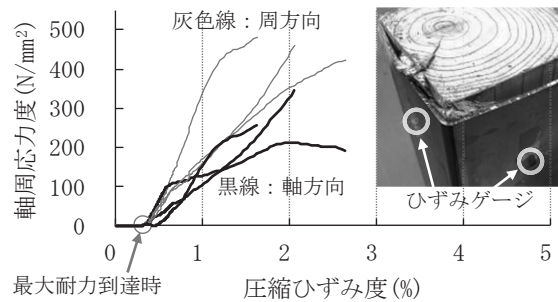 軸周応力度(N/mm²)
500
400
300
200
100
0
灰色線：周方向
黒線：軸方向
ひずみゲージ
0 1 2 3 4 5
最大耐力到達時
圧縮ひずみ度(%)